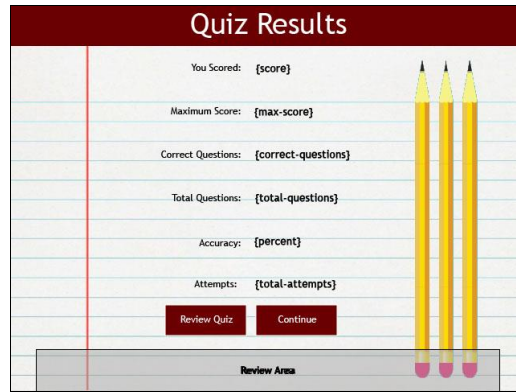 Quiz Results
You Scored: {score}
Maximum Score: {max-score}
Correct Questions: {correct-questions}
Total Questions: {total-questions}
Accuracy: {percent}
Attempts: {total-attempts}
Review Quiz Continue
Review Area